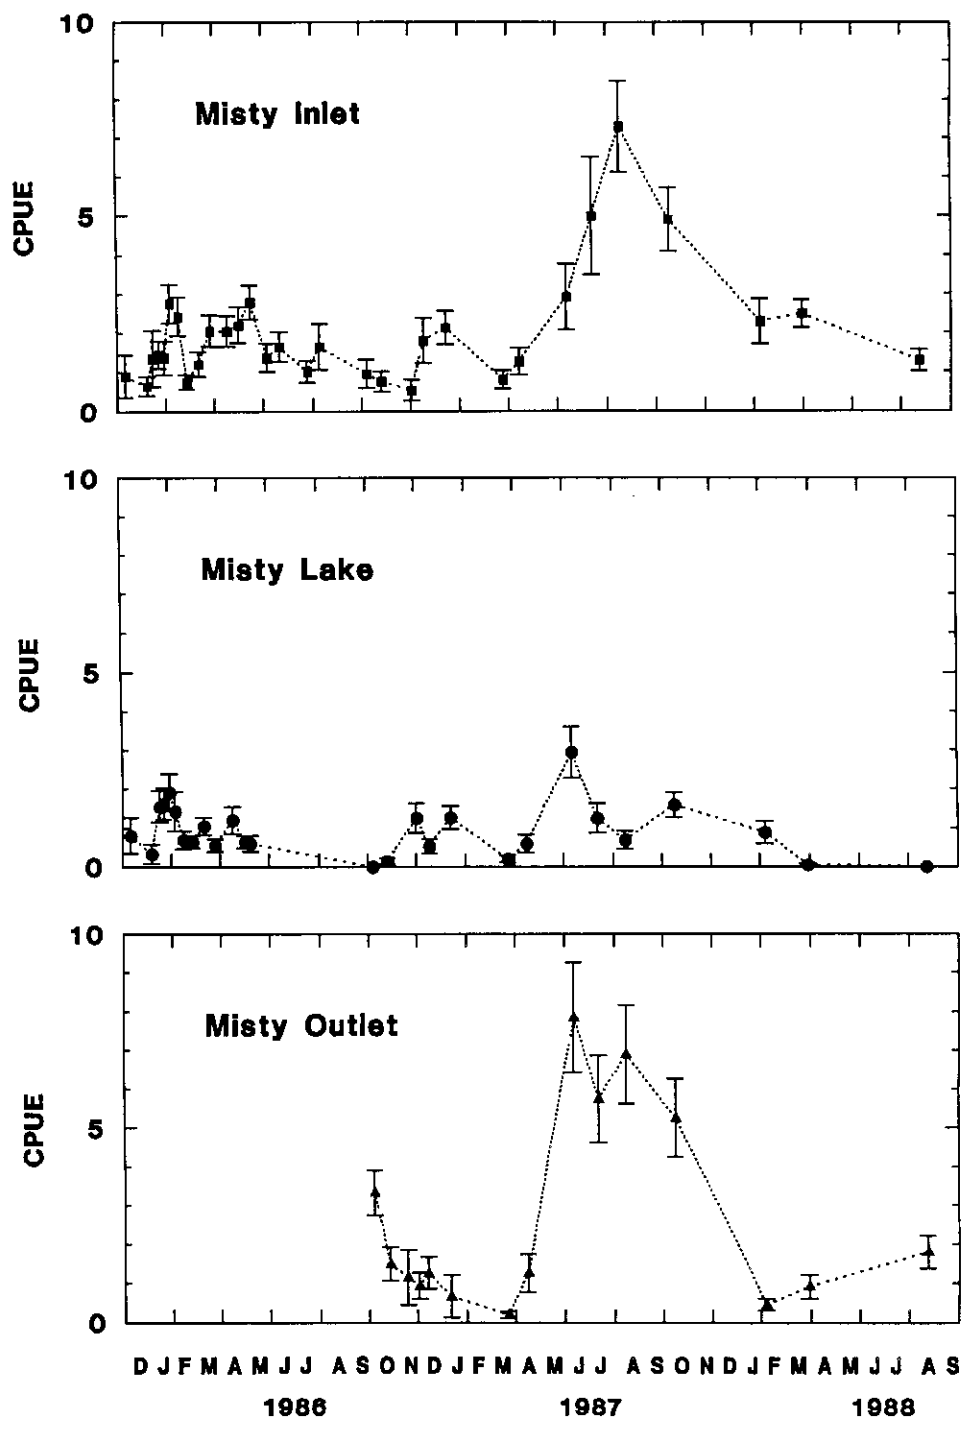 10
Misty Inlet
CPUE
5
0
10
Misty Lake
CPUE
5
0
10
Misty Outlet
CPUE
5
0
D J F M A M J J A S O N D J F M A M J J A S O N D J F M A M J J A S
1986 1987 1988